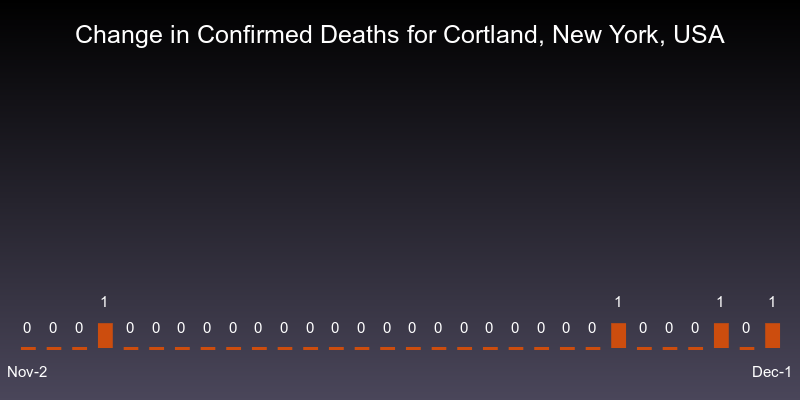 Change in Confirmed Deaths for Cortland, New York, USA
0 0 0 1 0 0 0 0 0 0 0 0 0 0 0 0 0 0 0 0 0 0 0 1 0 0 0 1 0 1
Nov-2 Dec-1